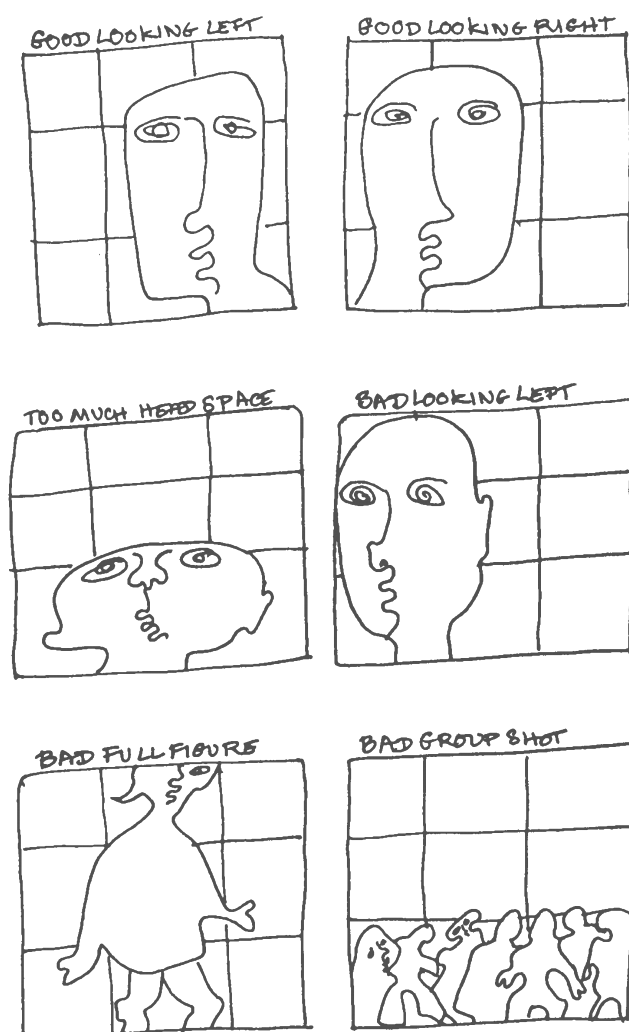 GOOD LOOKING LEFT
GOOD LOOKING RIGHT
TOO MUCH HEAD SPACE
BAD LOOKING LEFT
BAD FULL FIGURE
BAD GROUP SHOT